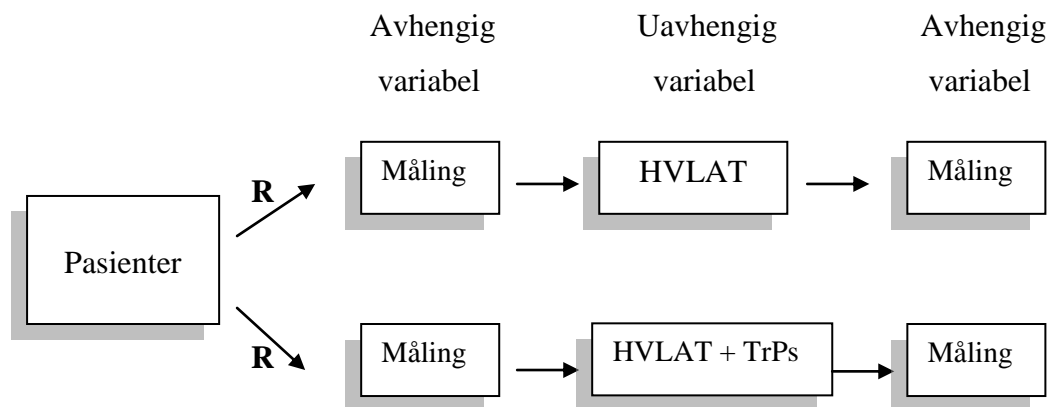 Avhengig
variabel
Uavhengig
variabel
Avhengig
variabel
R
Måling
HVLAT
Måling
Pasienter
R
Måling
HVLAT + TrPs
Måling